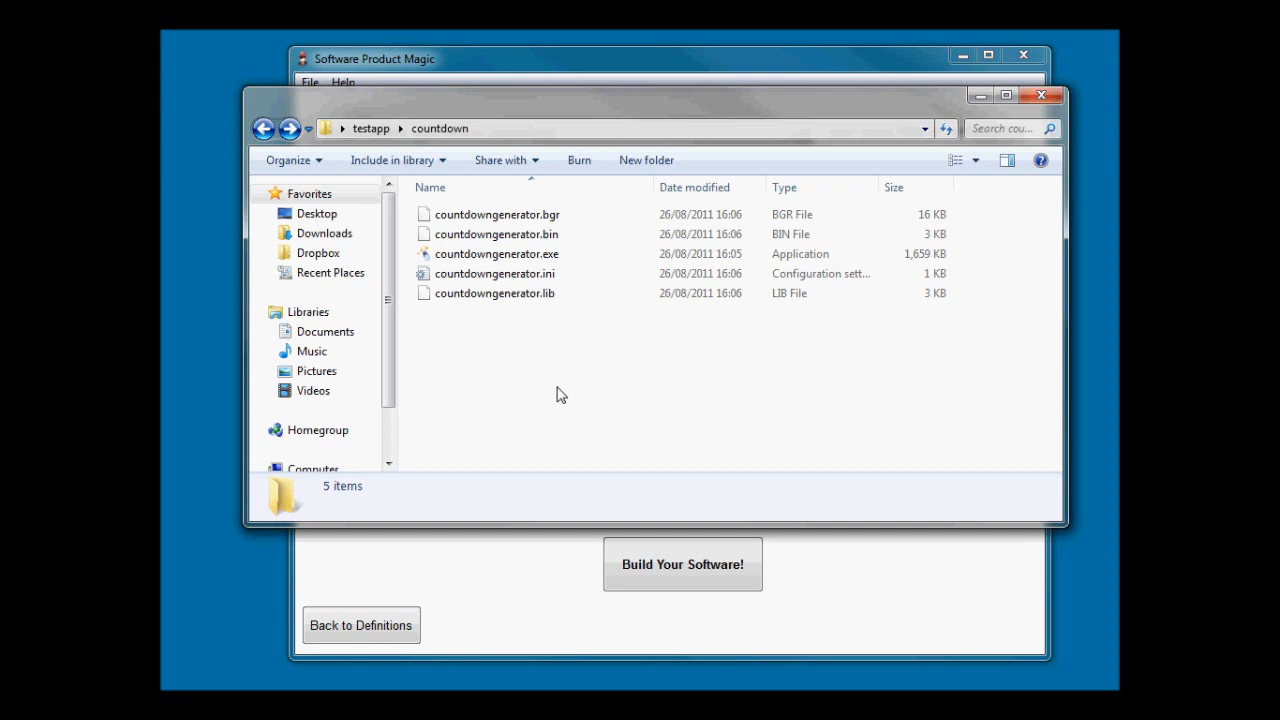 Software Product Magic
File Help
testapp countdown
Search cou...
Organize Include in library Share with Burn New folder
Name Date modified Type Size
Favorites
Desktop
Downloads
Dropbox
Recent Places
Libraries
Documents
Music
Pictures
Videos
Homegroup
Computer
countdowngenerator.bgr 26/08/2011 16:06 BGR File 16 KB
countdowngenerator.bin 26/08/2011 16:06 BIN File 3 KB
countdowngenerator.exe 26/08/2011 16:05 Application 1,659 KB
countdowngenerator.ini 26/08/2011 16:06 Configuration sett... 1 KB
countdowngenerator.lib 26/08/2011 16:06 LIB File 3 KB
5 items
Build Your Software!
Back to Definitions